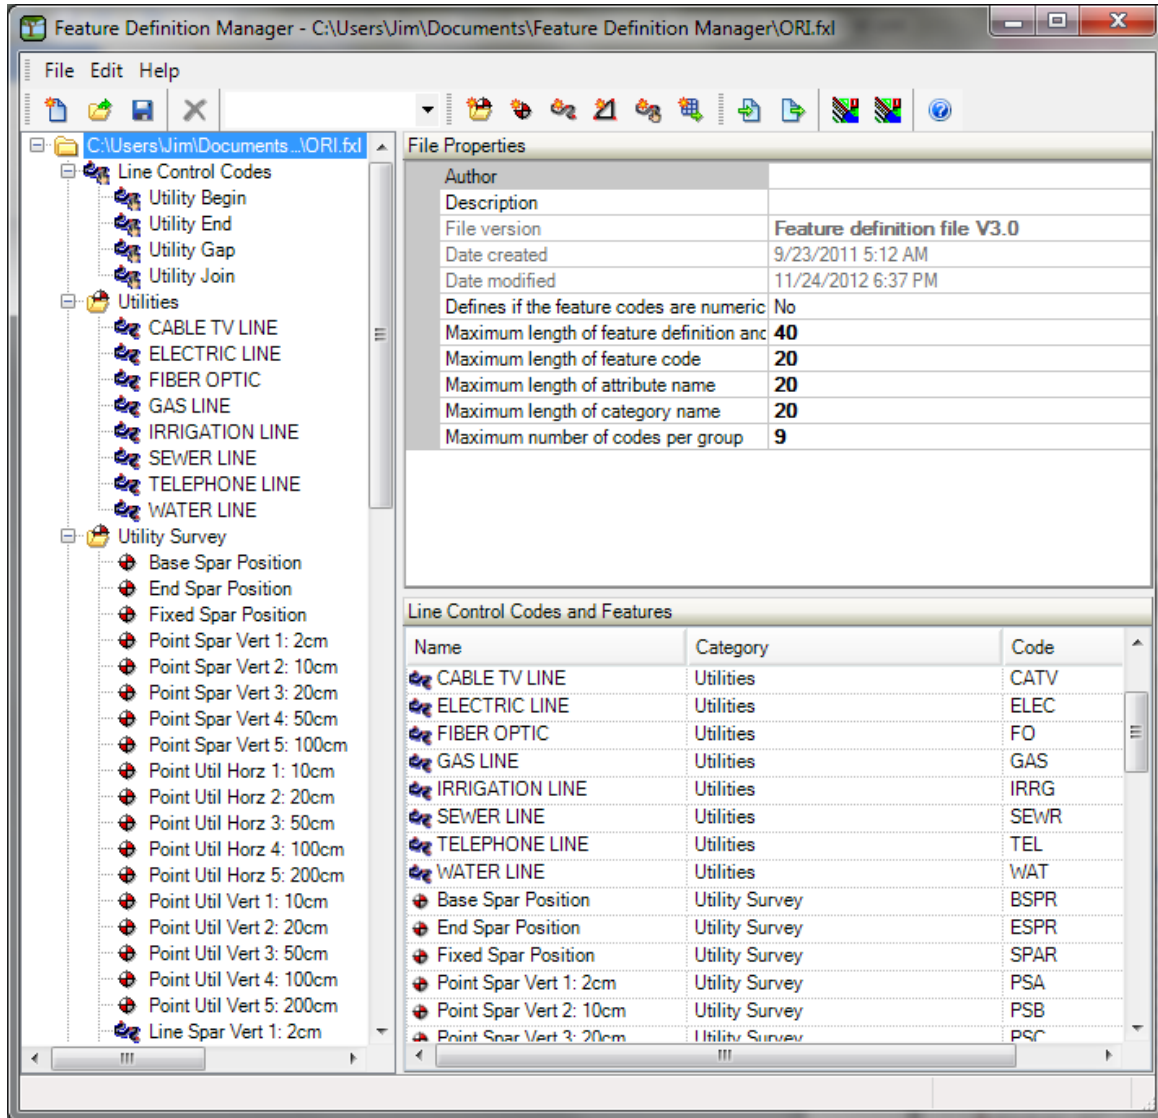 Feature Definition Manager - C:\Users\Jim\Documents\Feature Definition Manager\ORI.fxl
File Edit Help
C:\Users\Jim\Documents ...\ORI.fxl
Line Control Codes
Utility Begin
Utility End
Utility Gap
Utility Join
Utilities
CABLE TV LINE
ELECTRIC LINE
FIBER OPTIC
GAS LINE
IRRIGATION LINE
SEWER LINE
TELEPHONE LINE
WATER LINE
Utility Survey
Base Spar Position
End Spar Position
Fixed Spar Position
Point Spar Vert 1: 2cm
Point Spar Vert 2: 10cm
Point Spar Vert 3: 20cm
Point Spar Vert 4: 50cm
Point Spar Vert 5: 100cm
Point Util Horz 1: 10cm
Point Util Horz 2: 20cm
Point Util Horz 3: 50cm
Point Util Horz 4: 100cm
Point Util Horz 5: 200cm
Point Util Vert 1: 10cm
Point Util Vert 2: 20cm
Point Util Vert 3: 50cm
Point Util Vert 4: 100cm
Point Util Vert 5: 200cm
Line Spar Vert 1: 2cm
File Properties
Author
Description
File version Feature definition file V3.0
Date created 9/23/2011 5:12 AM
Date modified 11/24/2012 6:37 PM
Defines if the feature codes are numeric No
Maximum length of feature definition and 40
Maximum length of feature code 20
Maximum length of attribute name 20
Maximum length of category name 20
Maximum number of codes per group 9
Line Control Codes and Features
Name Category Code
CABLE TV LINE Utilities CATV
ELECTRIC LINE Utilities ELEC
FIBER OPTIC Utilities FO
GAS LINE Utilities GAS
IRRIGATION LINE Utilities IRRG
SEWER LINE Utilities SEWR
TELEPHONE LINE Utilities TEL
WATER LINE Utilities WAT
Base Spar Position Utility Survey BSPR
End Spar Position Utility Survey ESPR
Fixed Spar Position Utility Survey SPAR
Point Spar Vert 1: 2cm Utility Survey PSA
Point Spar Vert 2: 10cm Utility Survey PSB
Point Spar Vert 3: 20cm Utility Survey PSC